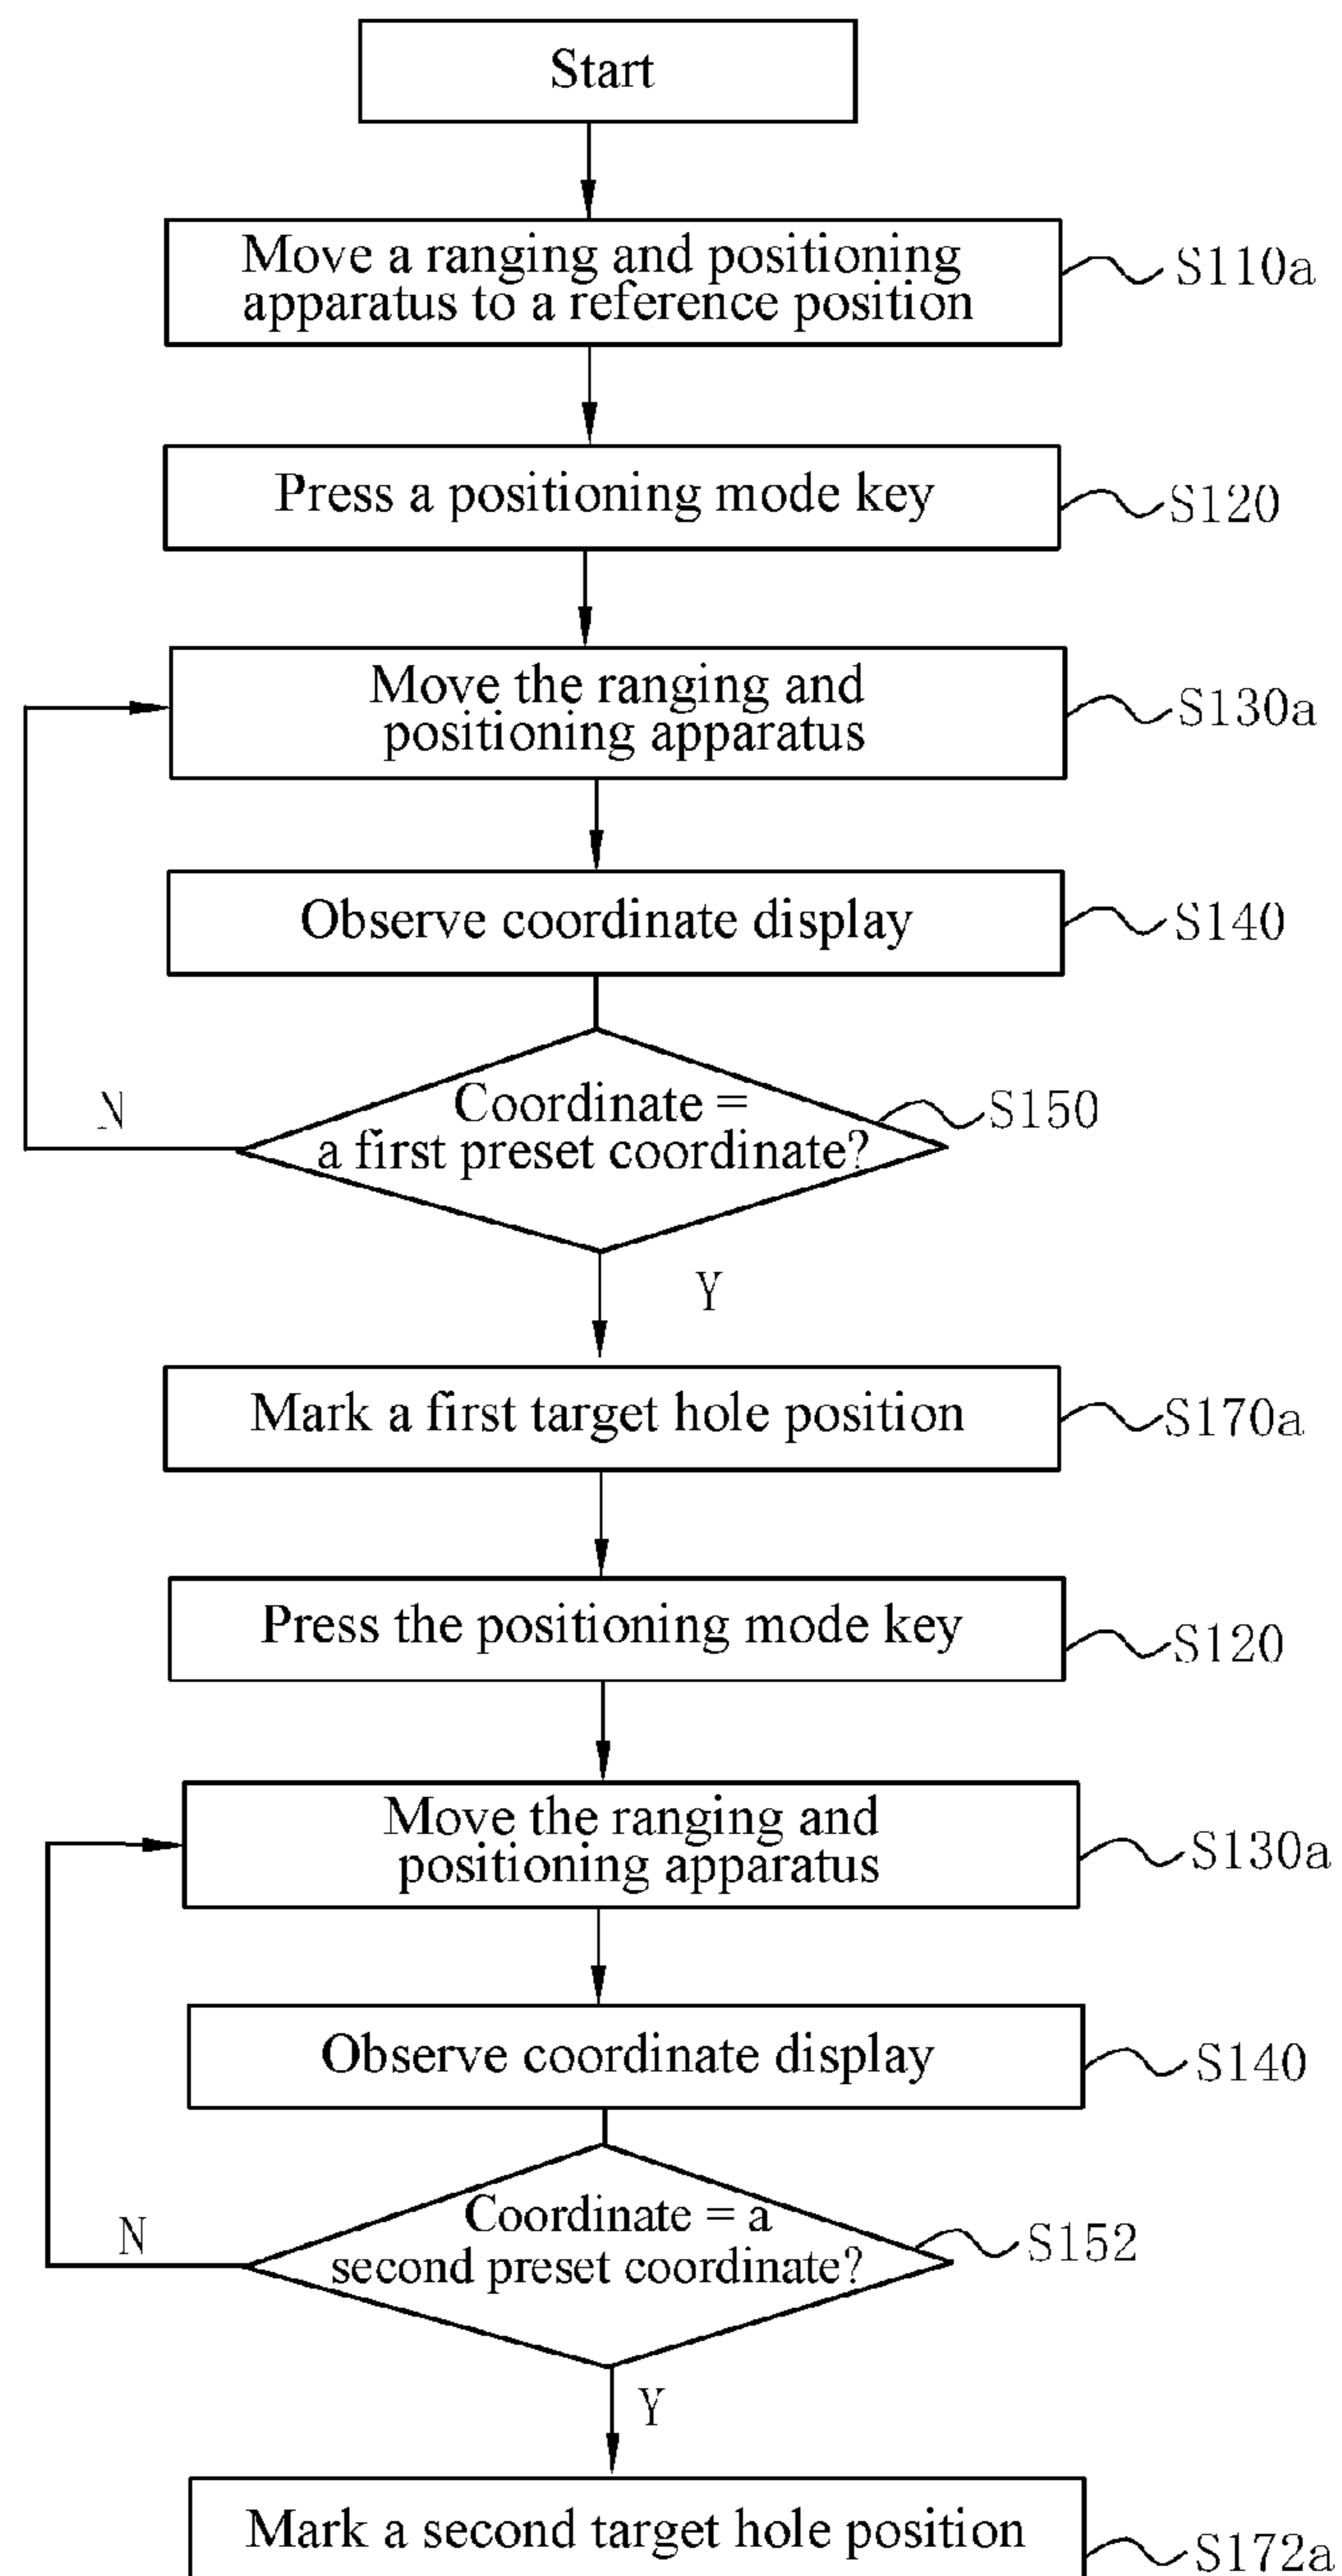 Start
Move a ranging and positioning
apparatus to a reference position
S110a
Press a positioning mode key
S120
Move the ranging and
positioning apparatus
S130a
Observe coordinate display
S140
Coordinate =
a first preset coordinate?
S150
N
Y
Mark a first target hole position
S170a
Press the positioning mode key
S120
Move the ranging and
positioning apparatus
S130a
Observe coordinate display
S140
Coordinate = a
second preset coordinate?
S152
N
Y
Mark a second target hole position
S172a